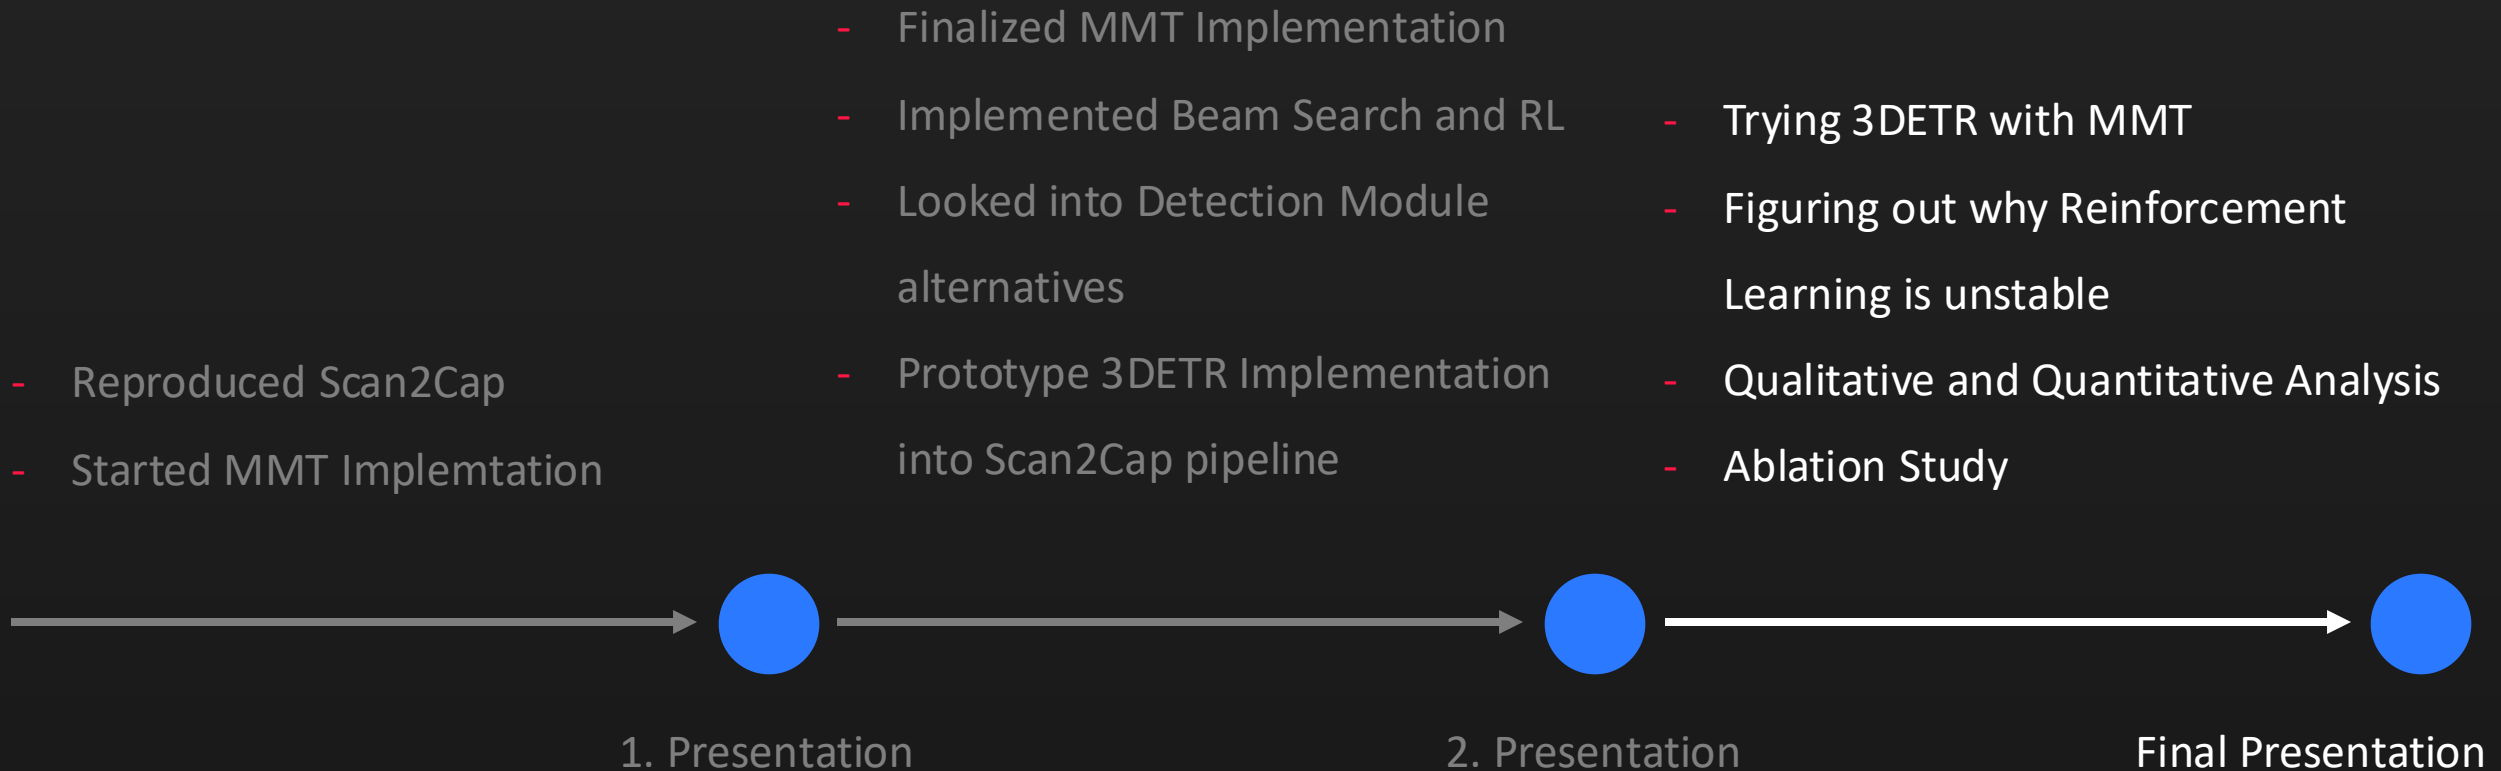 - Reproduced Scan2Cap
- Started MMT Implemtation
- Finalized MMT Implementation
- Implemented Beam Search and RL
- Looked into Detection Module
alternatives
- Prototype 3DETR Implementation
into Scan2Cap pipeline
- Trying 3DETR with MMT
- Figuring out why Reinforcement
Learning is unstable
- Qualitative and Quantitative Analysis
- Ablation Study
1. Presentation
2. Presentation
Final Presentation